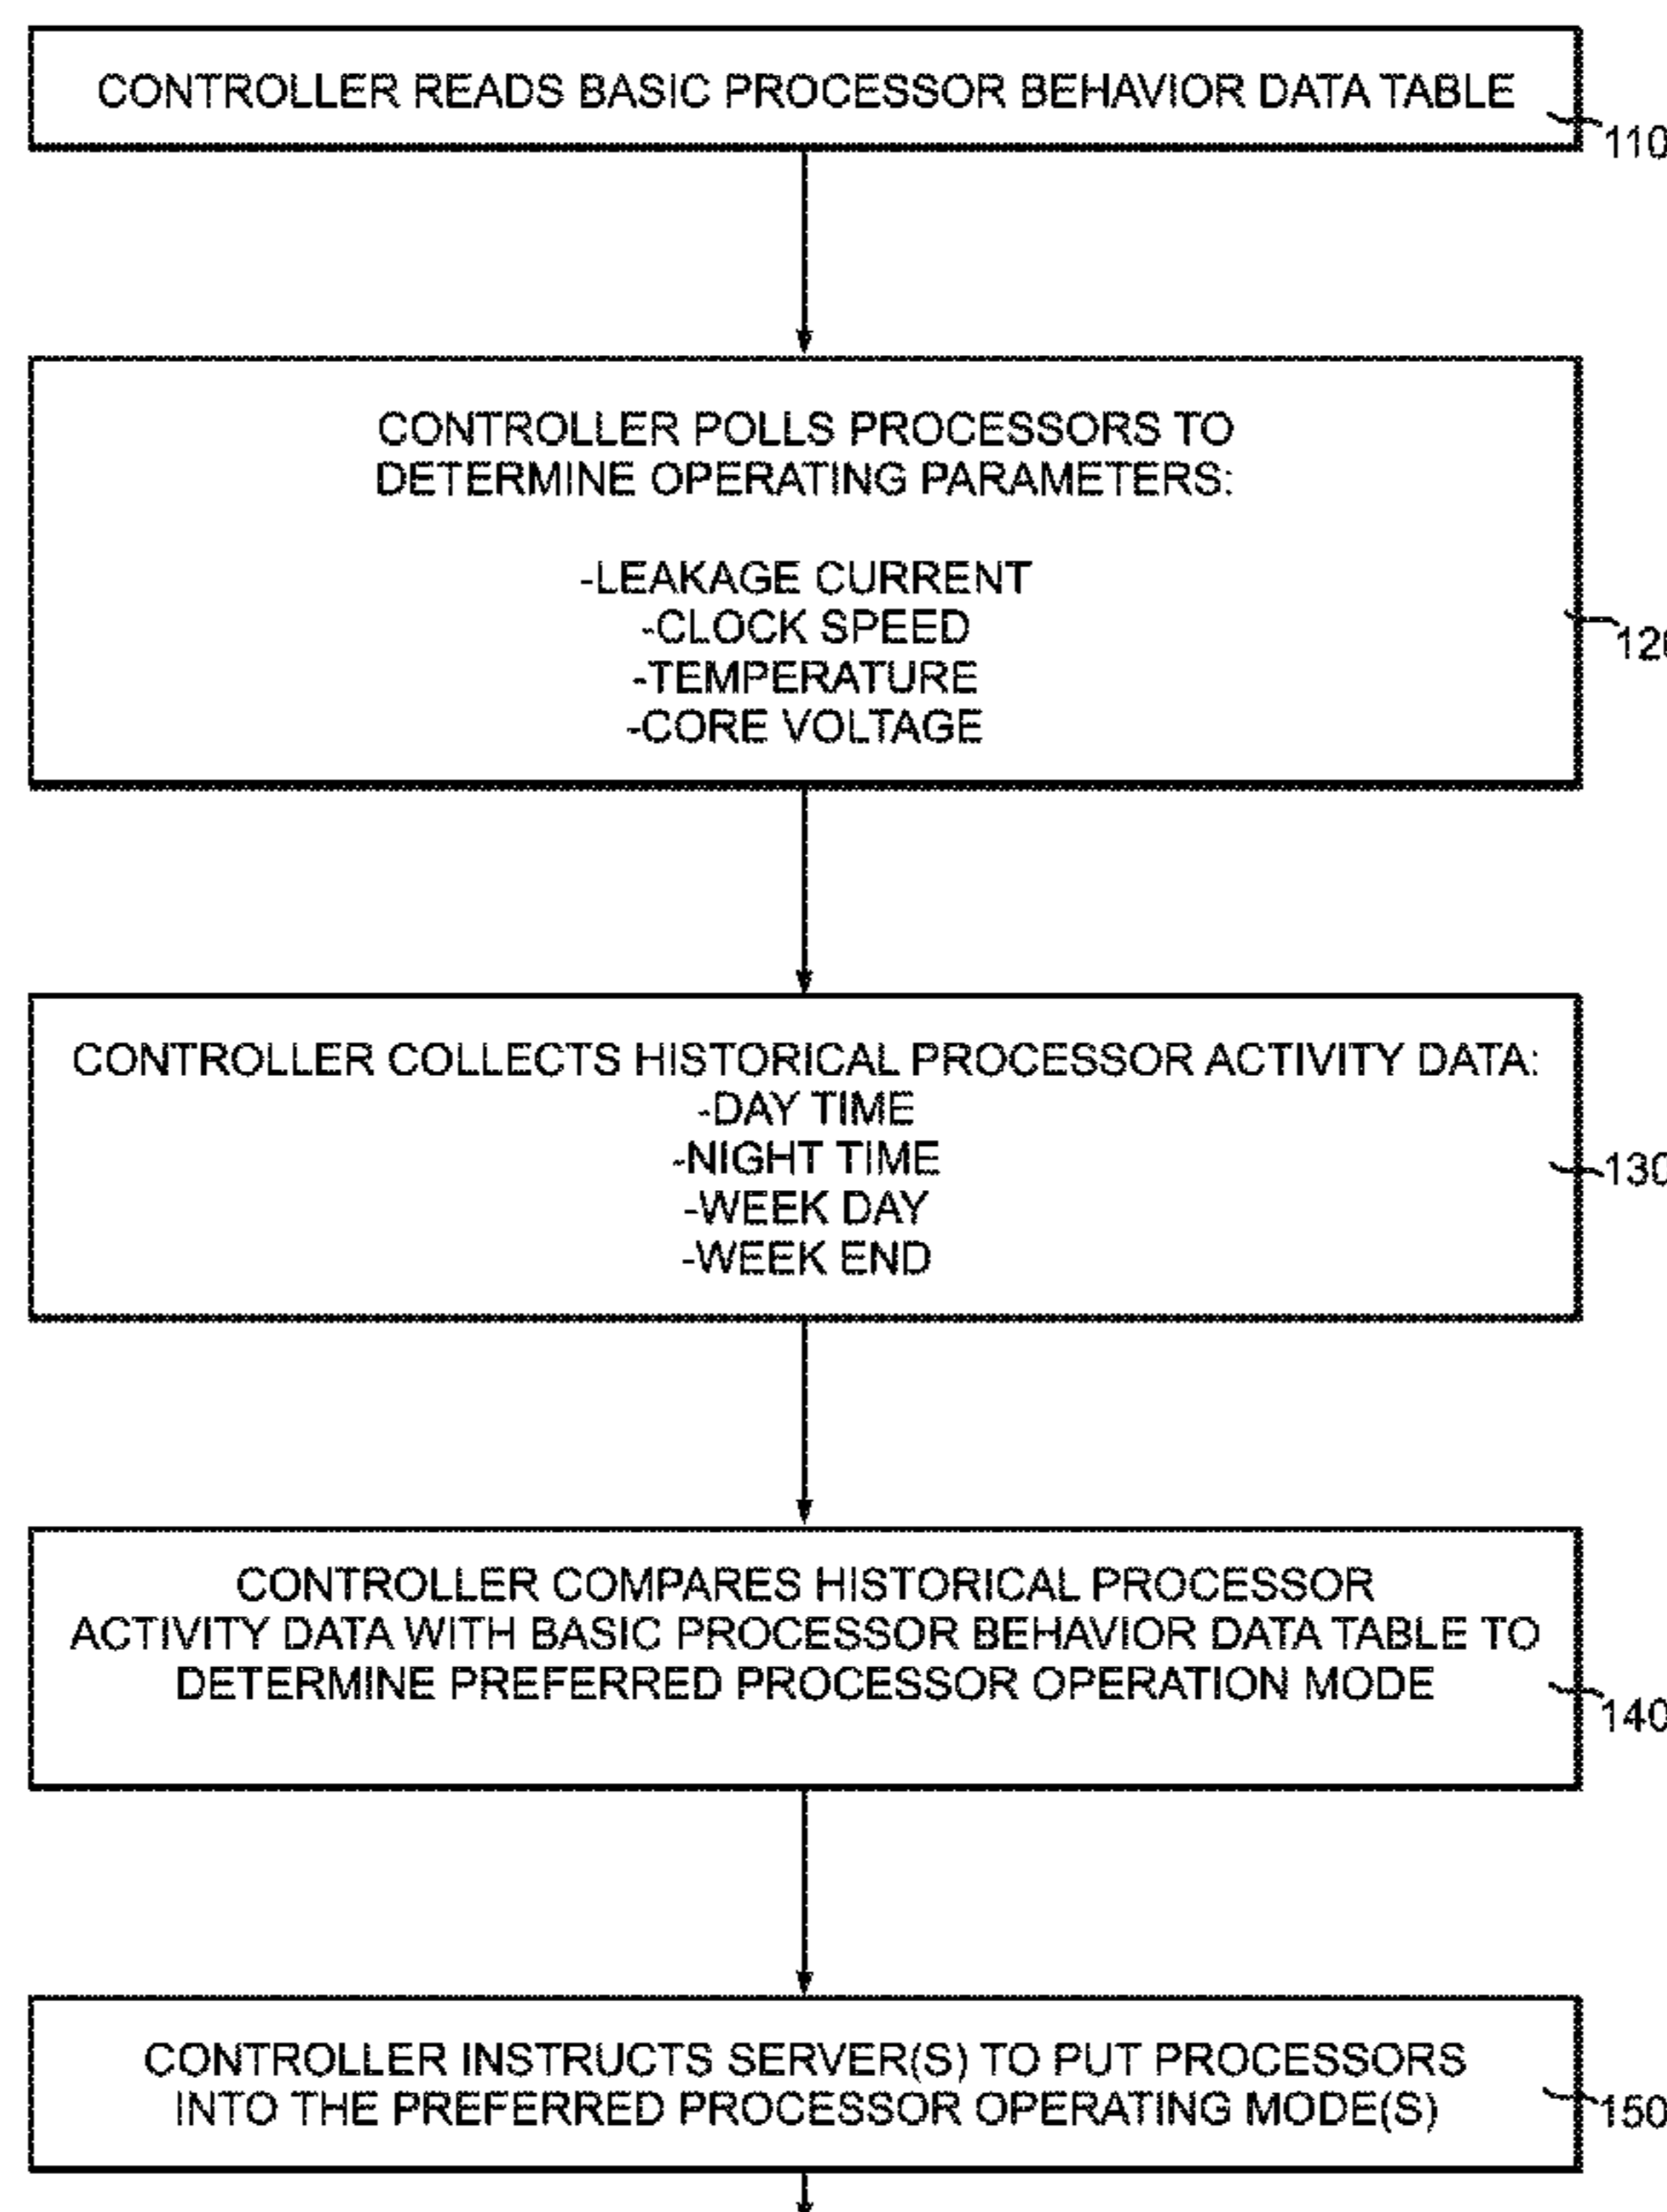 CONTROLLER READS BASIC PROCESSOR BEHAVIOR DATA TABLE
110
CONTROLLER POLLS PROCESSORS TO
DETERMINE OPERATING PARAMETERS:
-LEAKAGE CURRENT
-CLOCK SPEED
-TEMPERATURE
-CORE VOLTAGE
120
CONTROLLER COLLECTS HISTORICAL PROCESSOR ACTIVITY DATA:
-DAY TIME
-NIGHT TIME
-WEEK DAY
-WEEK END
130
CONTROLLER COMPARES HISTORICAL PROCESSOR
ACTIVITY DATA WITH BASIC PROCESSOR BEHAVIOR DATA TABLE TO
DETERMINE PREFERRED PROCESSOR OPERATION MODE
140
CONTROLLER INSTRUCTS SERVER(S) TO PUT PROCESSORS
INTO THE PREFERRED PROCESSOR OPERATING MODE(S)
150